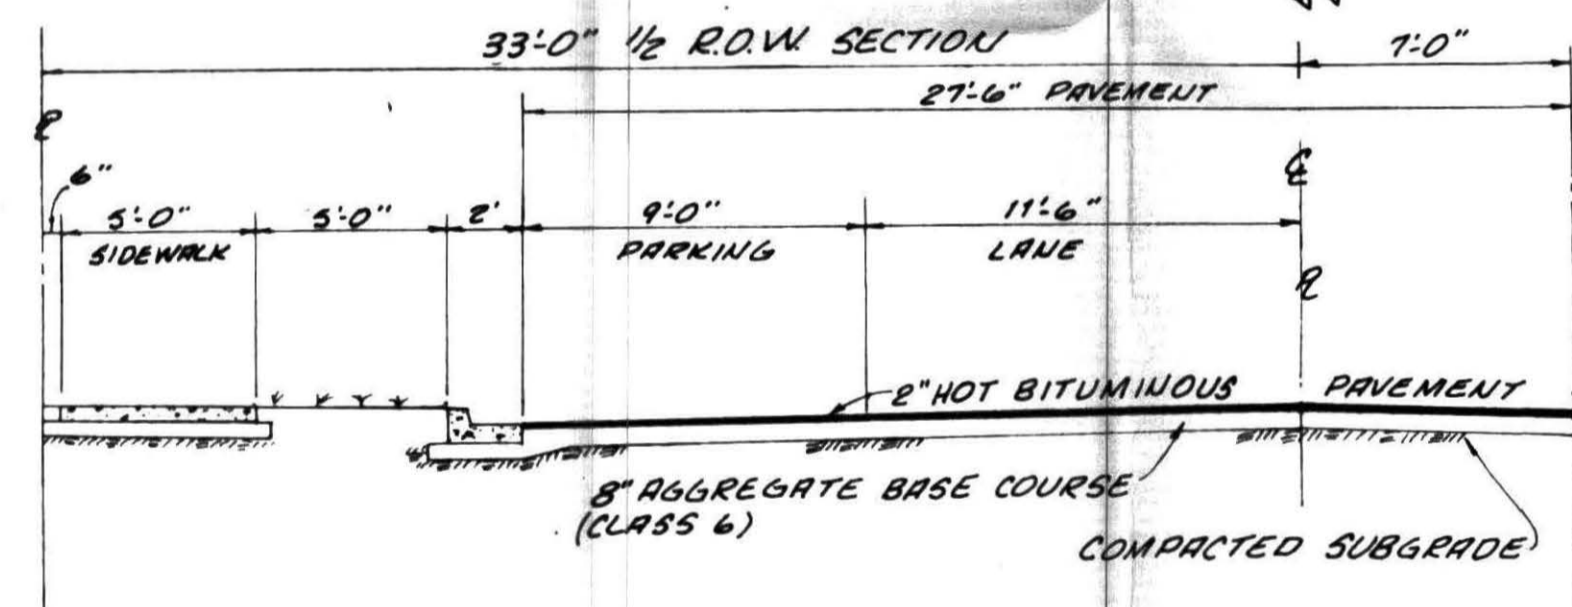 33'-0" 1/2 R.O.W. SECTION
7'-0"
27'-6" PAVEMENT
6"
5'-0"
5'-0"
2'
9'-0"
11'-6"
SIDEWALK
PARKING
LANE
2" HOT BITUMINOUS PAVEMENT
8" AGGREGATE BASE COURSE
(CLASS 6)
COMPACTED SUBGRADE